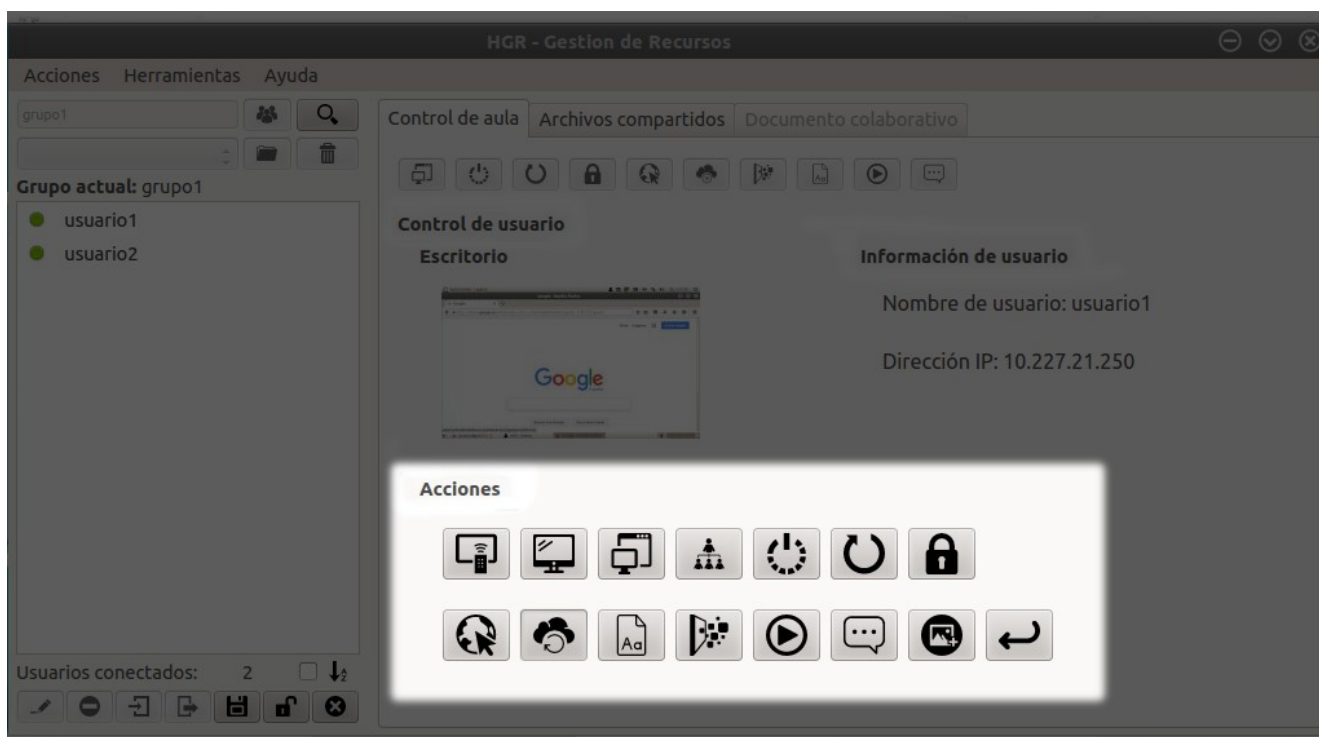 HGR - Gestion de Recursos
Acciones Herramientas Ayuda
grupo1
Grupo actual: grupo1
usuario1
usuario2
Usuarios conectados: 2
Control de aula Archivos compartidos Documento colaborativo
Aa
Control de usuario
Escritorio
Información de usuario
Google
Nombre de usuario: usuario1
Dirección IP: 10.227.21.250
Acciones
Aa